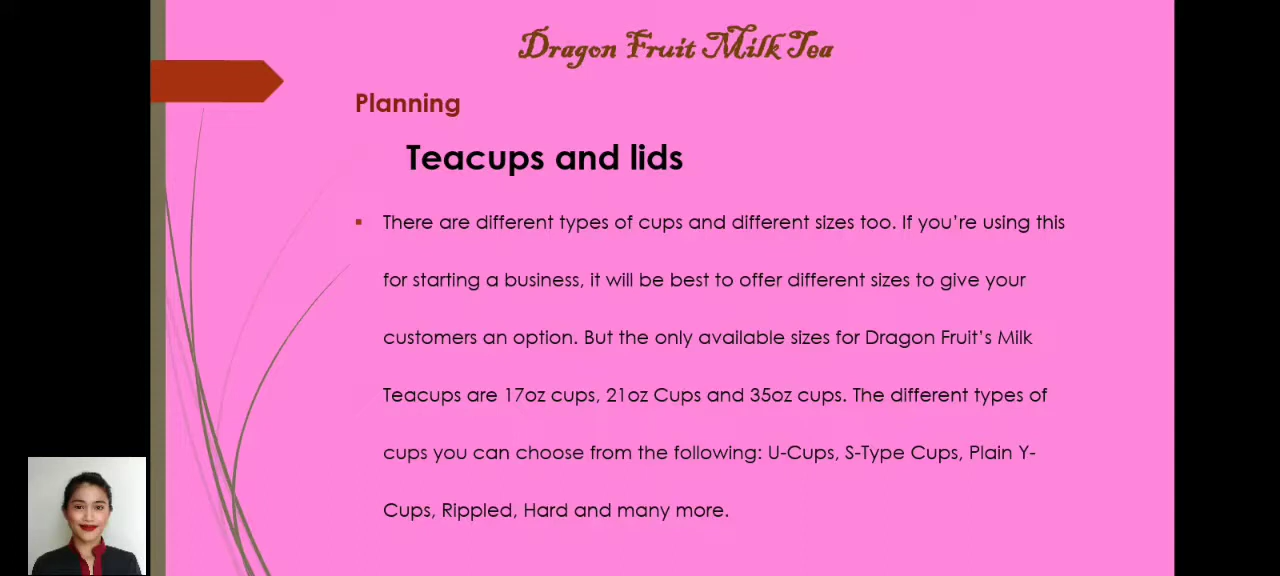 Dragon Fruit Milk Tea
Planning
Teacups and lids
▪ There are different types of cups and different sizes too. If you’re using this
for starting a business, it will be best to offer different sizes to give your
customers an option. But the only available sizes for Dragon Fruit’s Milk
Teacups are 17oz cups, 21oz Cups and 35oz cups. The different types of
cups you can choose from the following: U-Cups, S-Type Cups, Plain Y-
Cups, Rippled, Hard and many more.